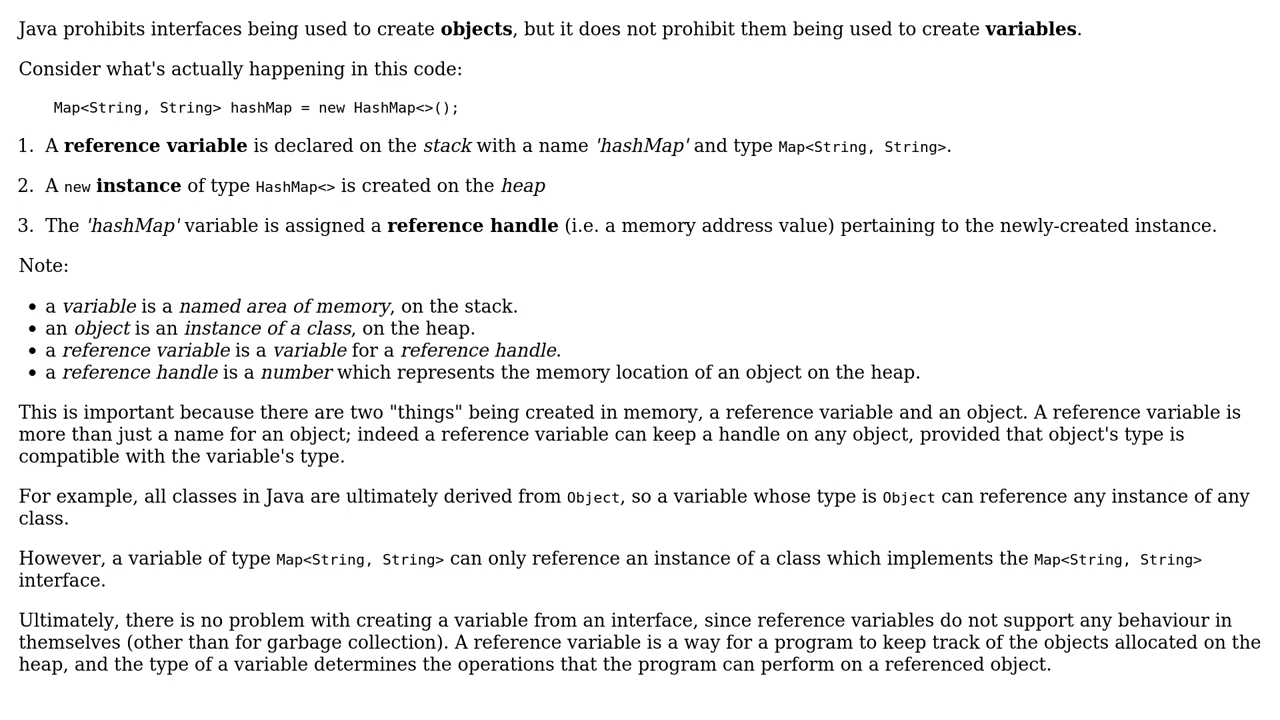 Java prohibits interfaces being used to create objects, but it does not prohibit them being used to create variables.
Consider what's actually happening in this code:
Map<String, String> hashMap = new HashMap<>();
1. A reference variable is declared on the stack with a name 'hashMap' and type Map<String, String>.
2. A new instance of type HashMap<> is created on the heap
3. The 'hashMap' variable is assigned a reference handle (i.e. a memory address value) pertaining to the newly-created instance.
Note:
• a variable is a named area of memory, on the stack.
• an object is an instance of a class, on the heap.
• a reference variable is a variable for a reference handle.
• a reference handle is a number which represents the memory location of an object on the heap.
This is important because there are two "things" being created in memory, a reference variable and an object. A reference variable is
more than just a name for an object; indeed a reference variable can keep a handle on any object, provided that object's type is
compatible with the variable's type.
For example, all classes in Java are ultimately derived from Object, so a variable whose type is Object can reference any instance of any
class.
However, a variable of type Map<String, String> can only reference an instance of a class which implements the Map<String, String>
interface.
Ultimately, there is no problem with creating a variable from an interface, since reference variables do not support any behaviour in
themselves (other than for garbage collection). A reference variable is a way for a program to keep track of the objects allocated on the
heap, and the type of a variable determines the operations that the program can perform on a referenced object.